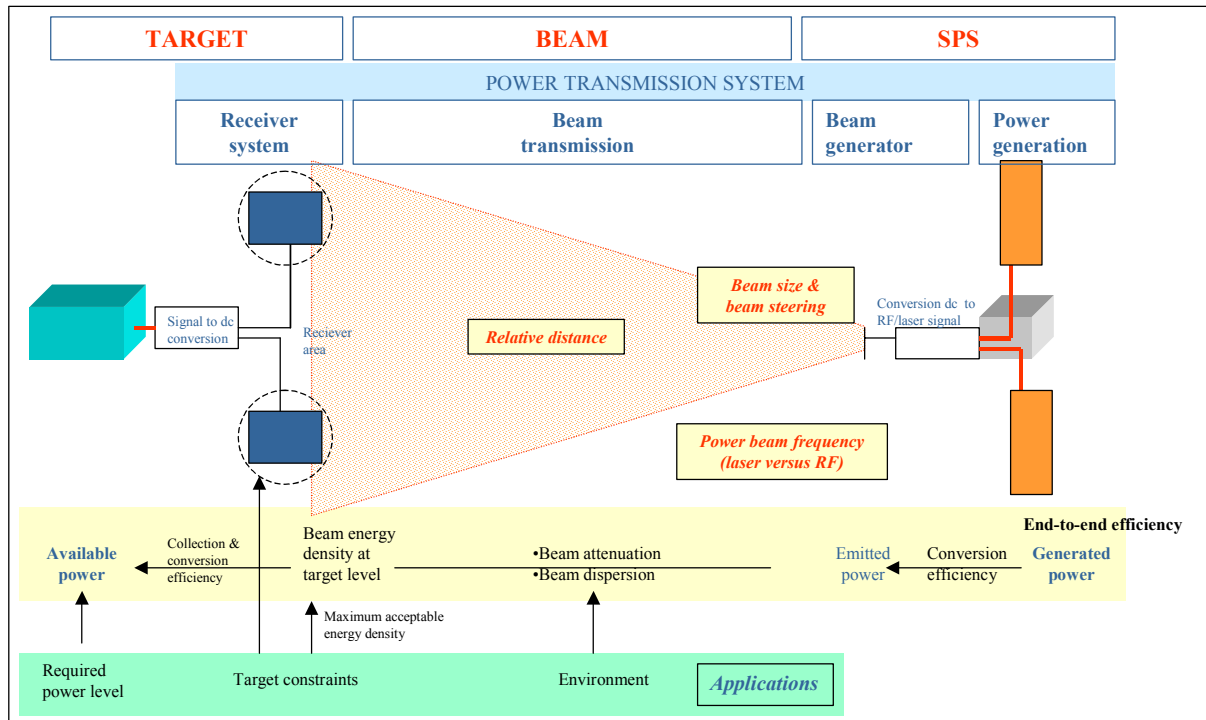 TARGET
BEAM
SPS
POWER TRANSMISSION SYSTEM
Receiver
system
Beam
transmission
Beam
generator
Power
generation
Beam size &
beam steering
Conversion dc to
RF/laser signal
Signal to dc
conversion
Reciever
area
Relative distance
Power beam frequency
(laser versus RF)
End-to-end efficiency
Available
power
Collection &
conversion
efficiency
Beam energy
density at
target level
•Beam attenuation
•Beam dispersion
Emitted
power
Conversion
efficiency
Generated
power
Maximum acceptable
energy density
Required
power level
Target constraints
Environment
Applications